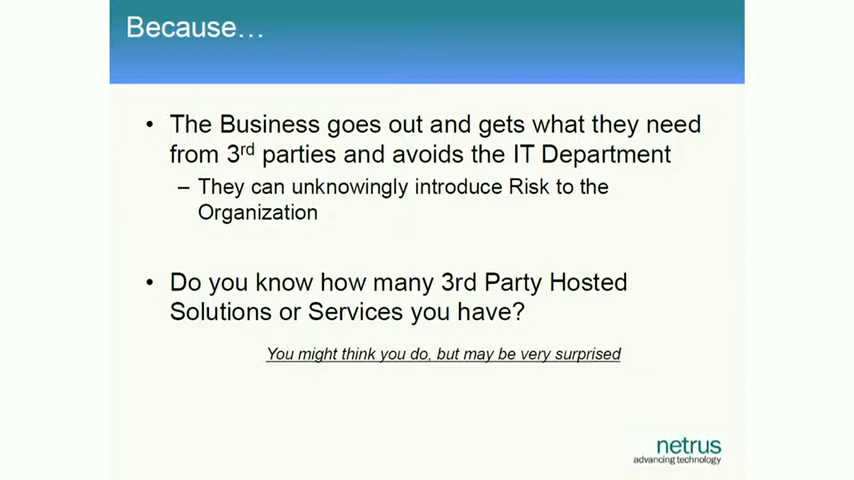 Because…
• The Business goes out and gets what they need
from 3rd parties and avoids the IT Department
– They can unknowingly introduce Risk to the
Organization
• Do you know how many 3rd Party Hosted
Solutions or Services you have?
You might think you do, but may be very surprised
netrus
advancing technology